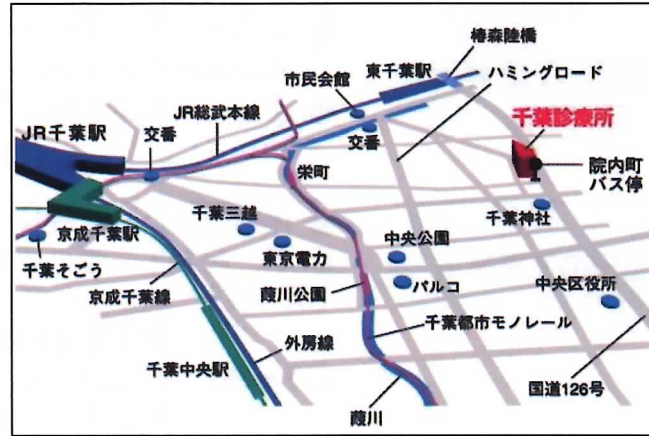 椿森陸橋
東千葉駅
ハミングロード
市民会館
JR総武本線
千葉診療所
JR千葉駅
交番
交番
栄町
院内町
バス停
千葉三越
千葉神社
京成千葉駅
東京電力
中央公園
千葉そごう
パルコ
中央区役所
京成千葉線
葭川公園
千葉都市モノレール
外房線
千葉中央駅
国道126号
葭川